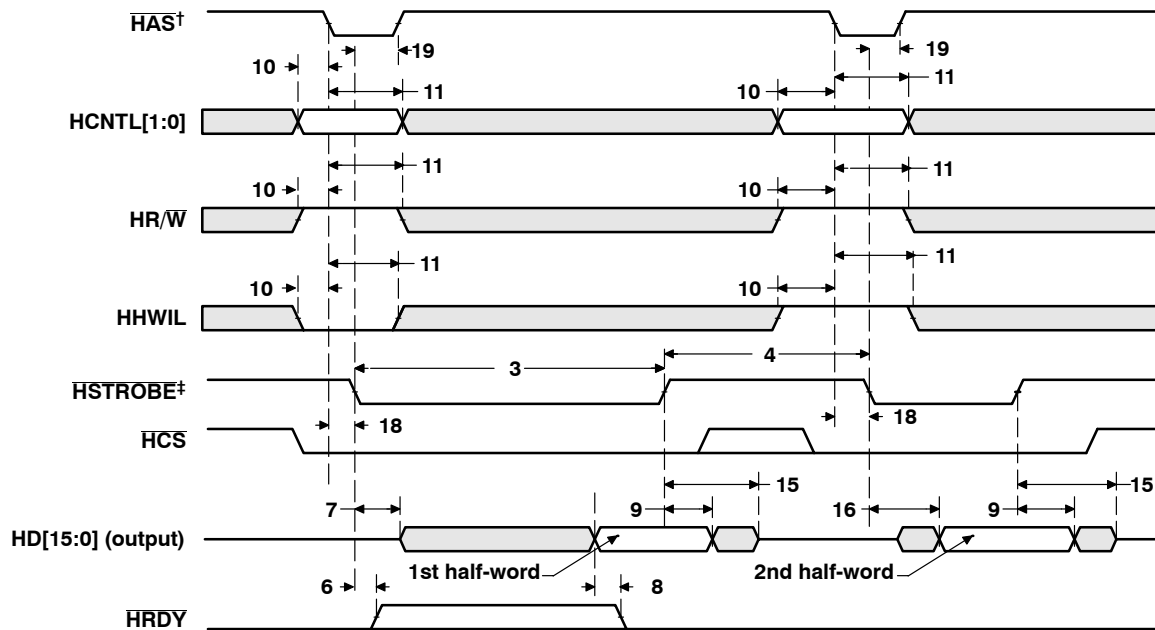 HAS†
19
19
10
11
10
11
HCNTL[1:0]
11
11
10
10
HR/W
11
11
10
10
HHWIL
3
4
HSTROBE‡
18
18
HCS
15
15
7
9
16
9
HD[15:0] (output)
1st half-word
2nd half-word
6
8
HRDY